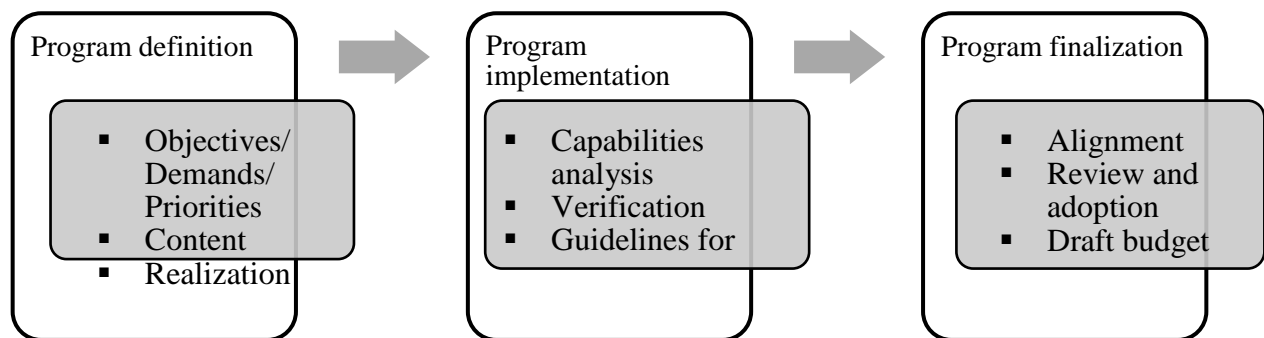 Program definition
▪ Objectives/
Demands/
Priorities
▪ Content
▪ Realization
Program
implementation
▪ Capabilities
analysis
▪ Verification
▪ Guidelines for
Program finalization
▪ Alignment
▪ Review and
adoption
▪ Draft budget